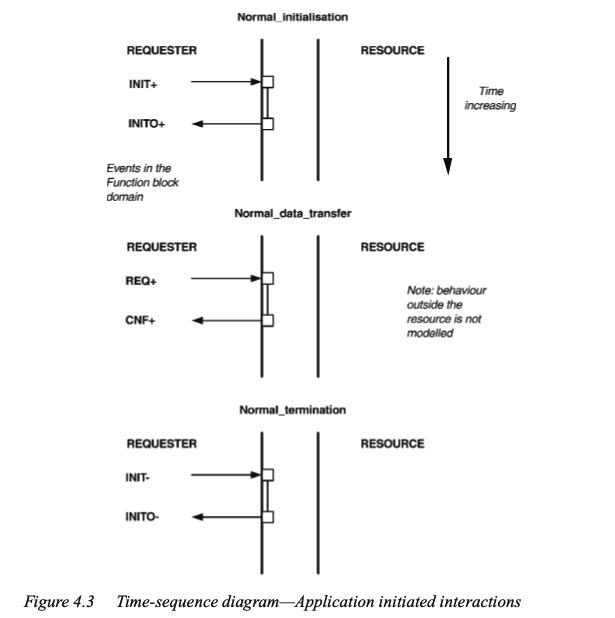 Normal_initialisation
REQUESTER
RESOURCE
INIT+
Time
increasing
INITO+
Events in the
Function block
domain
Normal_data_transfer
REQUESTER
RESOURCE
REQ+
Note: behaviour
outside the
resource is not
modelled
CNF+
Normal_termination
REQUESTER
RESOURCE
INIT-
INITO-
Figure 4.3 Time-sequence diagram—Application initiated interactions